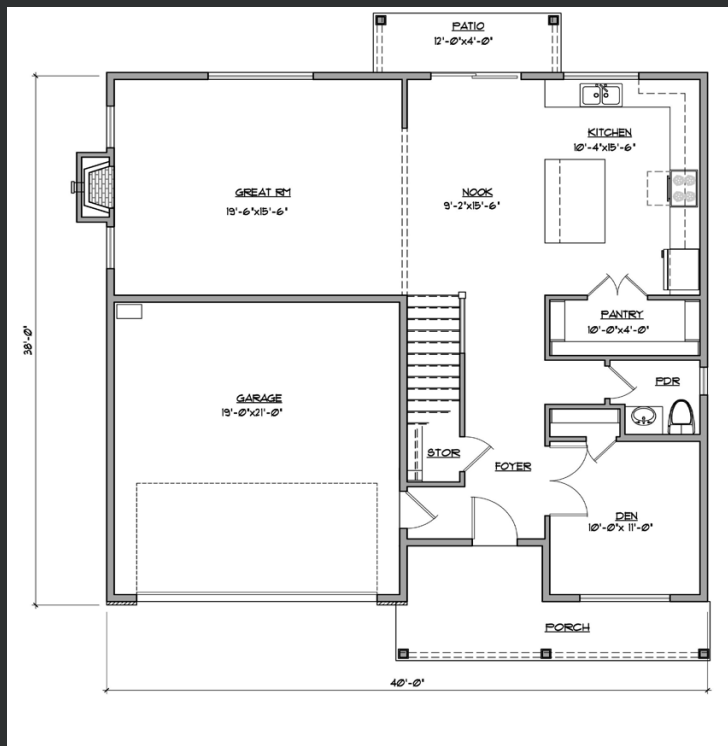 PATIO
12'-0"x4'-0"
KITCHEN
10'-4"x15'-6"
GREAT RM
19'-6"x15'-6"
NOOK
9'-2"x15'-6"
PANTRY
10'-0"x4'-0"
38'-0"
GARAGE
19'-0"x21'-0"
PDR
STOR
FOYER
DEN
10'-0"x 11'-0"
PORCH
40'-0"